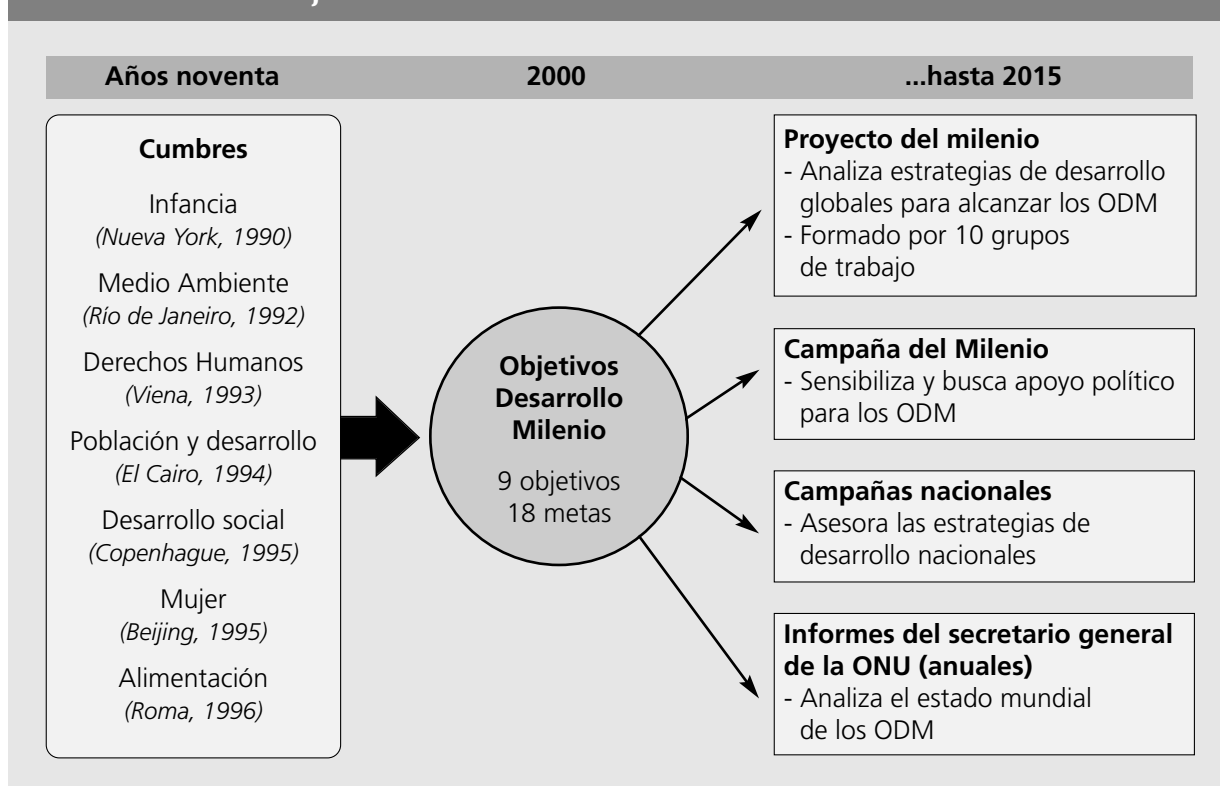 Años noventa
2000
...hasta 2015
Cumbres
Infancia
(Nueva York, 1990)
Medio Ambiente
(Río de Janeiro, 1992)
Derechos Humanos
(Viena, 1993)
Población y desarrollo
(El Cairo, 1994)
Desarrollo social
(Copenhague, 1995)
Mujer
(Beijing, 1995)
Alimentación
(Roma, 1996)
Objetivos
Desarrollo
Milenio
9 objetivos
18 metas
Proyecto del milenio
- Analiza estrategias de desarrollo
globales para alcanzar los ODM
- Formado por 10 grupos
de trabajo
Campaña del Milenio
- Sensibiliza y busca apoyo político
para los ODM
Campañas nacionales
- Asesora las estrategias de
desarrollo nacionales
Informes del secretario general
de la ONU (anuales)
- Analiza el estado mundial
de los ODM